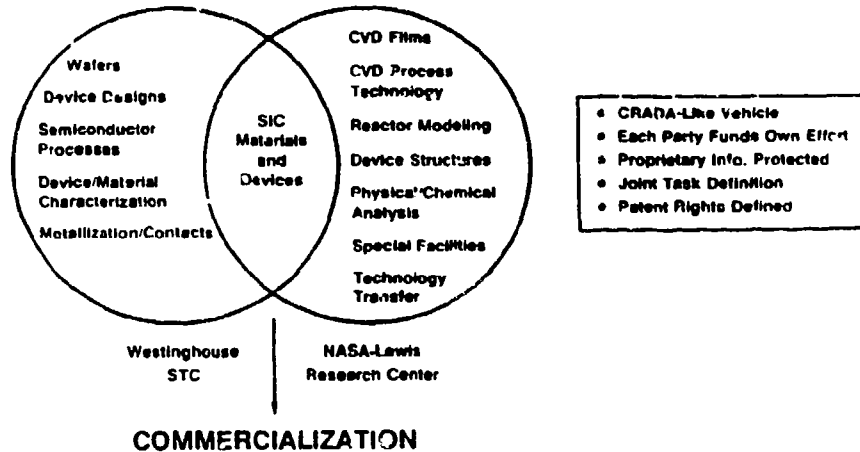 Wafers
Device Designs
Semiconductor
Processes
Device/Material
Characterization
Metallization/Contacts
SiC
Materials
and
Devices
CVD Films
CVD Process
Technology
Reactor Modeling
Device Structures
Physical/Chemical
Analysis
Special Facilities
Technology
Transfer
• CRADA-Like Vehicle
• Each Party Funds Own Effort
• Proprietary Info. Protected
• Joint Task Definition
• Patent Rights Defined
Westinghouse
STC
NASA-Lewis
Research Center
COMMERCIALIZATION